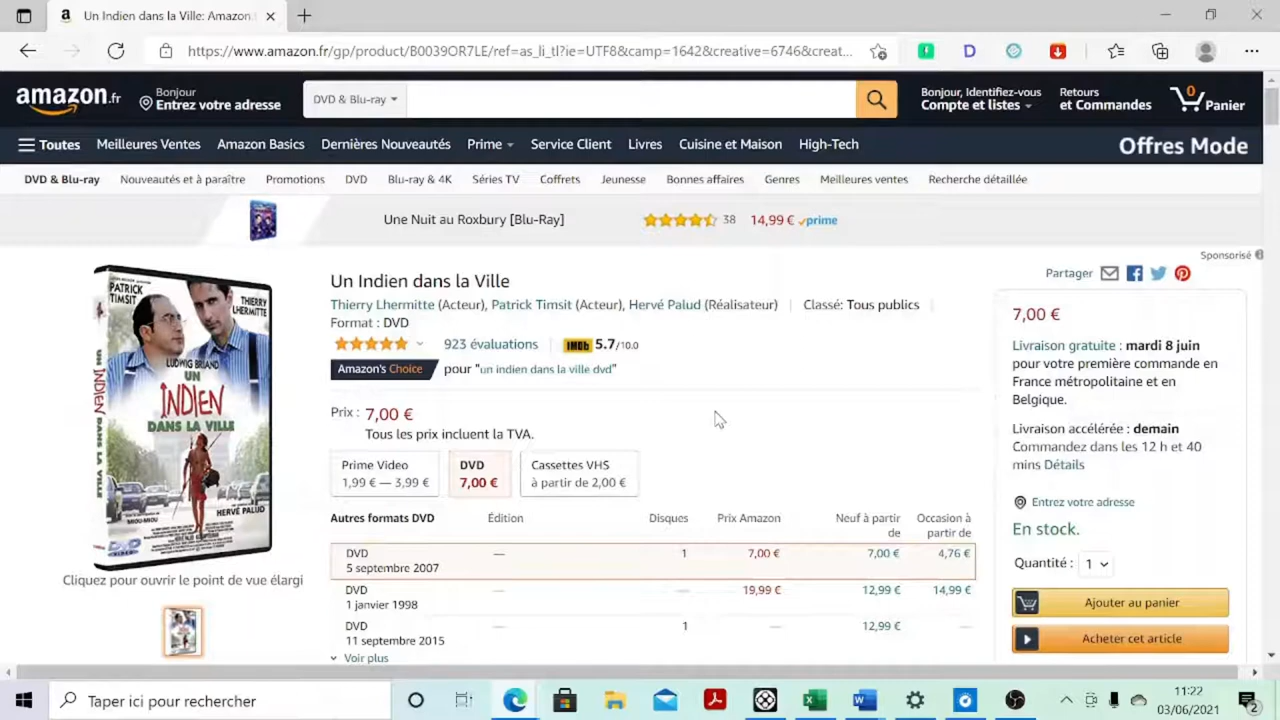 Un Indien dans la Ville: Amazon.
https://www.amazon.fr/gp/product/B0039OR7LE/ref=as_li_tl?ie=UTF8&camp=1642&creative=6746&creat...
amazon.fr
Bonjour
Entrez votre adresse
DVD & Blu-ray
Bonjour, Identifiez-vous
Compte et listes
Retours
et Commandes
0
Panier
Toutes Meilleures Ventes Amazon Basics Dernières Nouveautés Prime Service Client Livres Cuisine et Maison High-Tech Offres Mode
DVD & Blu-ray Nouveautés et à paraître Promotions DVD Blu-ray & 4K Séries TV Coffrets Jeunesse Bonnes affaires Genres Meilleures ventes Recherche détaillée
Une Nuit au Roxbury [Blu-Ray] 38 14,99 € prime
Sponsorisé
PATRICK
TIMSIT
THIERRY
LHERMITTE
LUDWIG BRIAND
UN
INDIEN
DANS LA VILLE
MIOU-MIOU
HERVÉ PALUD
DVD
VIDEO
UN INDIEN DANS LA VILLE
Cliquez pour ouvrir le point de vue élargi
Un Indien dans la Ville
Thierry Lhermitte (Acteur), Patrick Timsit (Acteur), Hervé Palud (Réalisateur) Classé: Tous publics
Format : DVD
923 évaluations IMDb 5.7/10.0
Amazon's Choice pour "un indien dans la ville dvd"
Prix : 7,00 €
Tous les prix incluent la TVA.
Prime Video
1,99 € — 3,99 €
DVD
7,00 €
Cassettes VHS
à partir de 2,00 €
Autres formats DVD Édition Disques Prix Amazon Neuf à partir de Occasion à partir de
DVD — 1 7,00 € 7,00 € 4,76 €
5 septembre 2007
DVD — — 19,99 € 12,99 € 14,99 €
1 janvier 1998
DVD — 1 — 12,99 € —
11 septembre 2015
Voir plus
Partager
7,00 €
Livraison gratuite : mardi 8 juin
pour votre première commande en
France métropolitaine et en
Belgique.
Livraison accélérée : demain
Commandez dans les 12 h et 40
mins Détails
Entrez votre adresse
En stock.
Quantité : 1
Ajouter au panier
Acheter cet article
Taper ici pour rechercher
11:22
03/06/2021
2